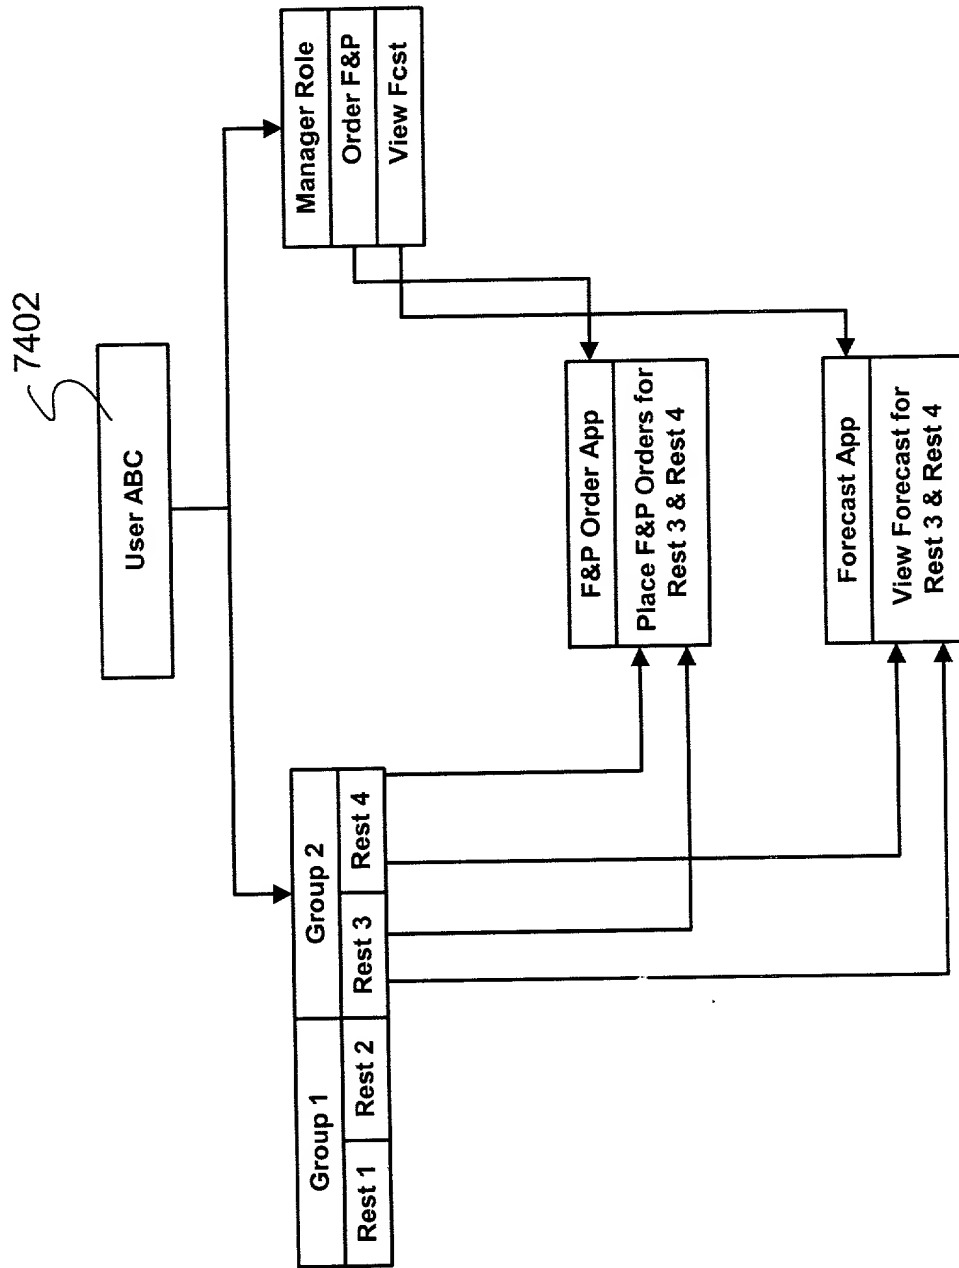 7402
User ABC
Group 1
Group 2
Rest 1
Rest 2
Rest 3
Rest 4
Manager Role
Order F&P
View Fcst
F&P Order App
Place F&P Orders for
Rest 3 & Rest 4
Forecast App
View Forecast for
Rest 3 & Rest 4